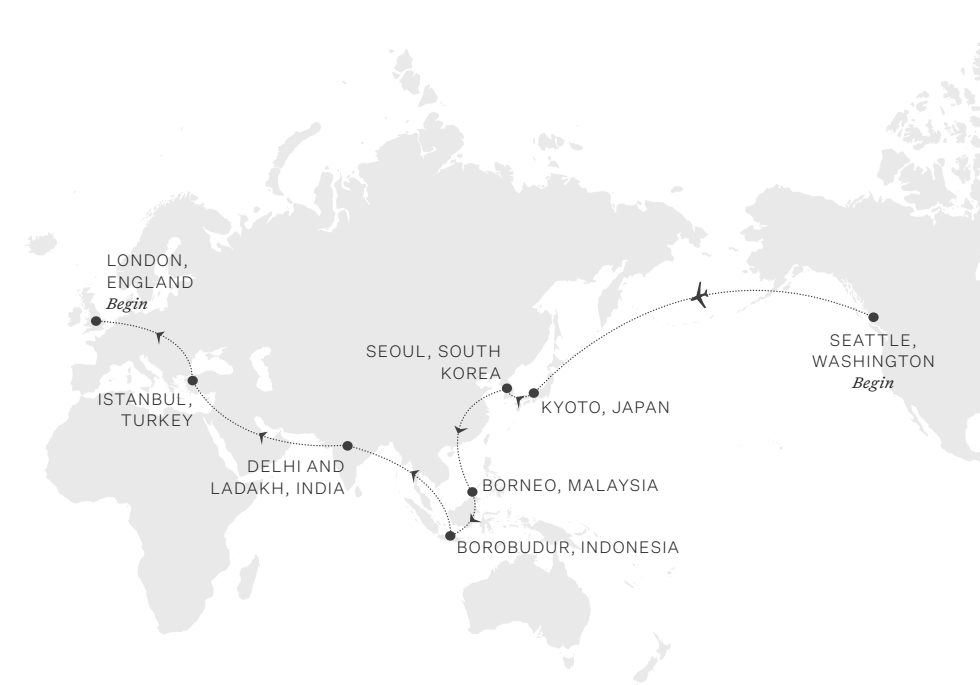 LONDON,
ENGLAND
Begin
SEATTLE,
WASHINGTON
Begin
SEOUL, SOUTH
KOREA
ISTANBUL,
TURKEY
KYOTO, JAPAN
DELHI AND
LADAKH, INDIA
BORNEO, MALAYSIA
BOROBUDUR, INDONESIA